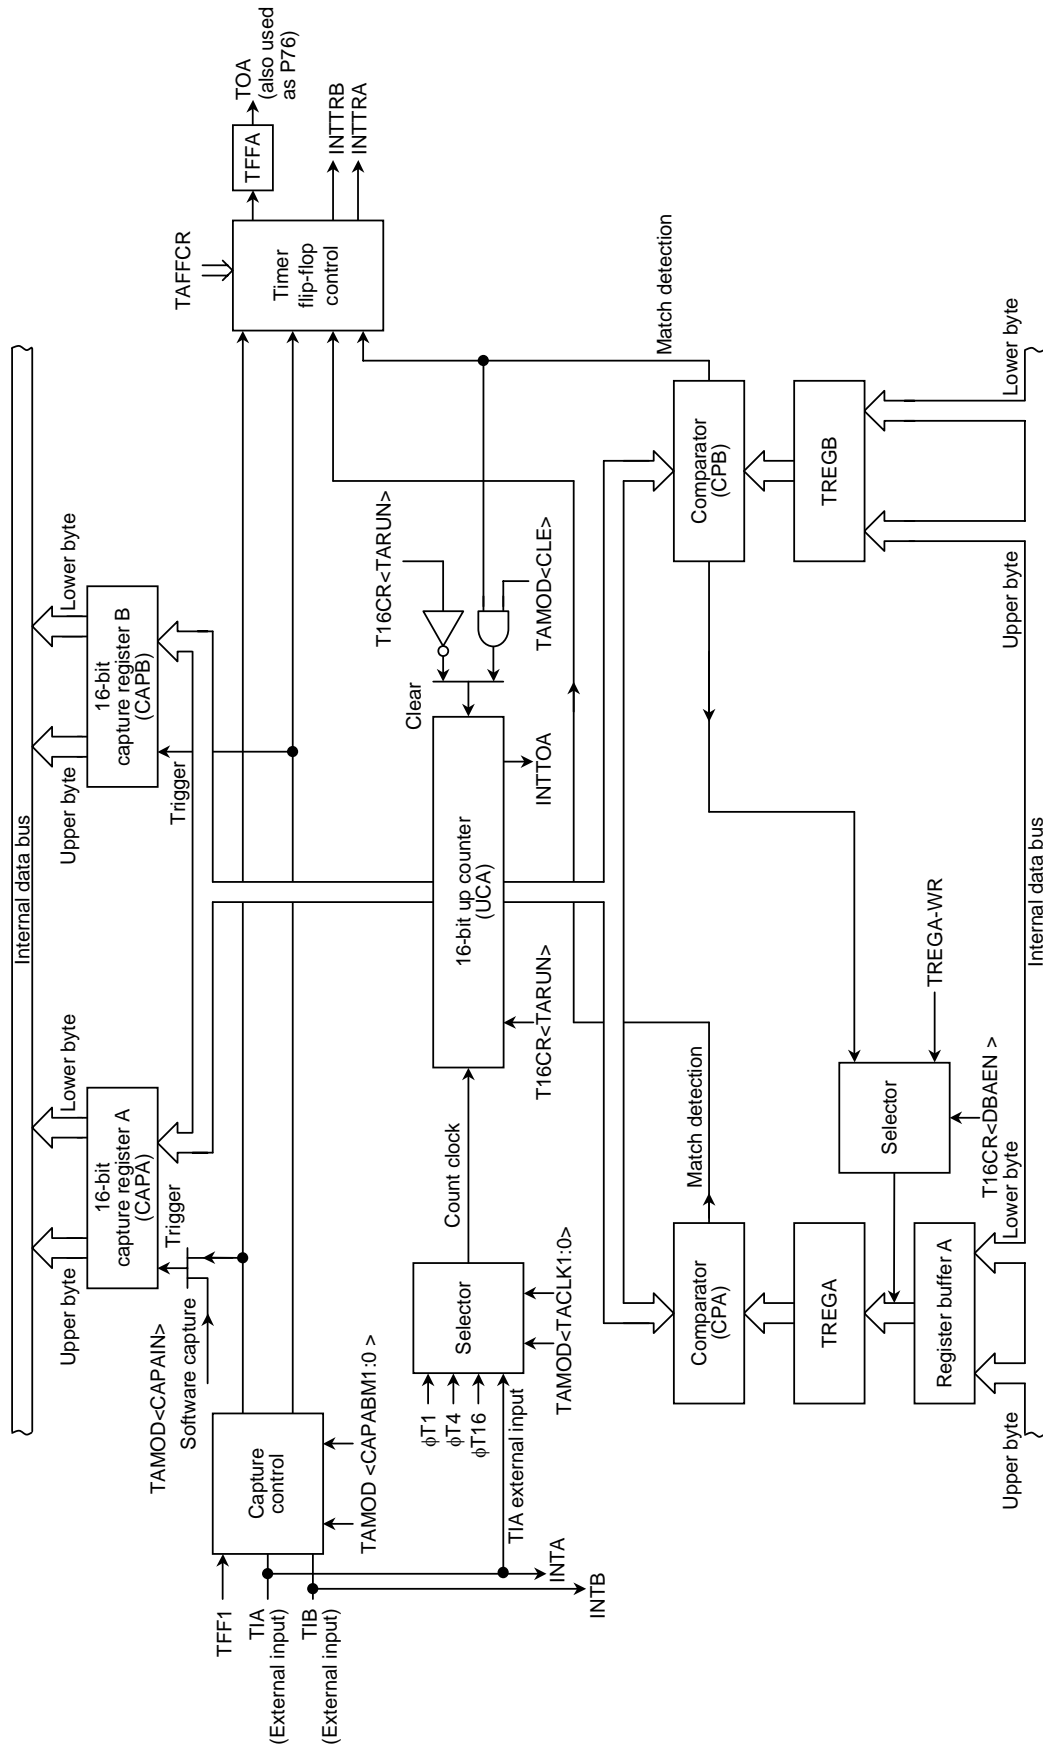 Internal data bus
Upper byte
Lower byte
Upper byte
Lower byte
16-bit
capture register A
(CAPA)
16-bit
capture register B
(CAPB)
TAMOD<CAPAIN>
Software capture
Trigger
Trigger
TAFFCR
TFF1
TIA
(External input)
TIB
(External input)
Capture
control
TAMOD <CAPABM1:0 >
Timer
flip-flop
control
TFFA
TOA
(also used
as P76)
INTTRB
INTTRA
INTA
INTB
TIA external input
φT1
φT4
φT16
Selector
TAMOD<TACLK1:0>
Count clock
16-bit up counter
(UCA)
T16CR<TARUN>
INTTOA
Clear
T16CR<TARUN>
TAMOD<CLE>
Match detection
Match detection
Comparator
(CPA)
Comparator
(CPB)
TREGA
TREGB
Selector
TREGA-WR
T16CR<DBAEN >
Register buffer A
Upper byte
Lower byte
Upper byte
Lower byte
Internal data bus